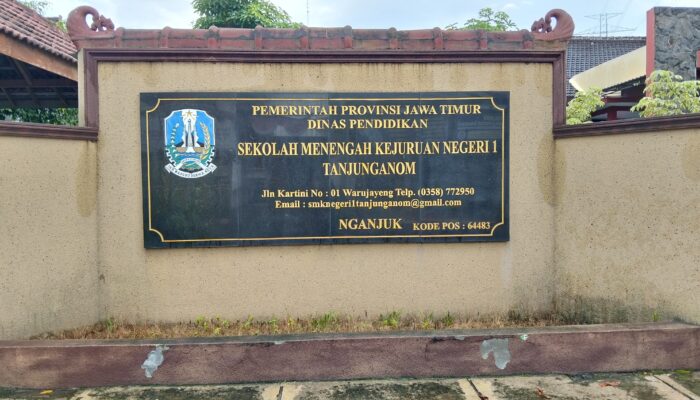 PEMERINTAH PROVINSI JAWA TIMUR
DINAS PENDIDIKAN
SEKOLAH MENENGAH KEJURUAN NEGERI 1
TANJUNGANOM
Jln Kartini No : 01 Warujayeng Telp. (0358) 772950
Email : smknegeri1tanjunganom@gmail.com
NGANJUK KODE POS : 64483